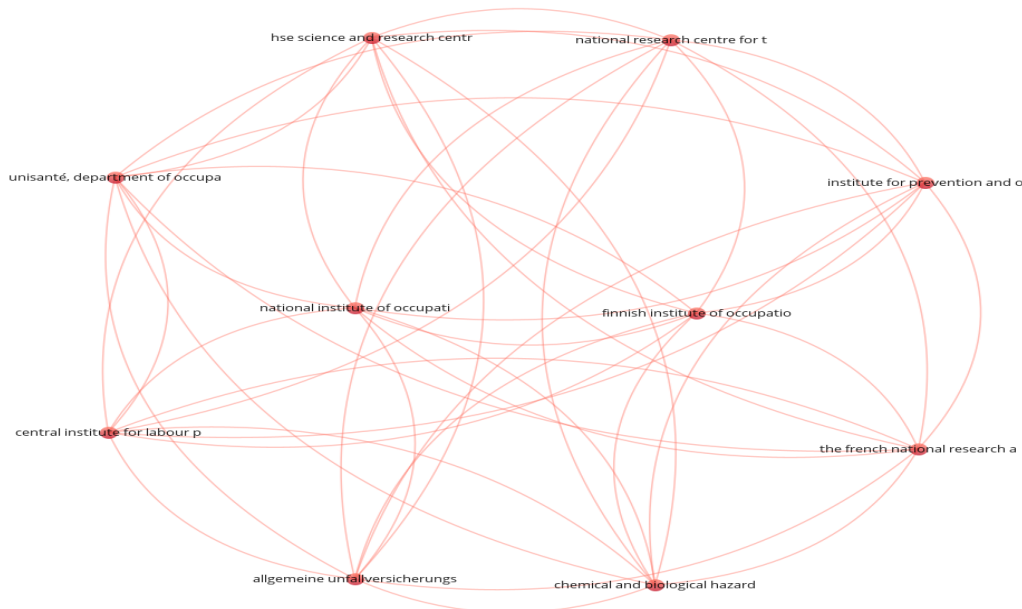 hse science and research centr
national research centre for t
unisanté, department of occupa
institute for prevention and o
national institute of occupati
finnish institute of occupatio
central institute for labour p
the french national research a
allgemeine unfallversicherungs
chemical and biological hazard